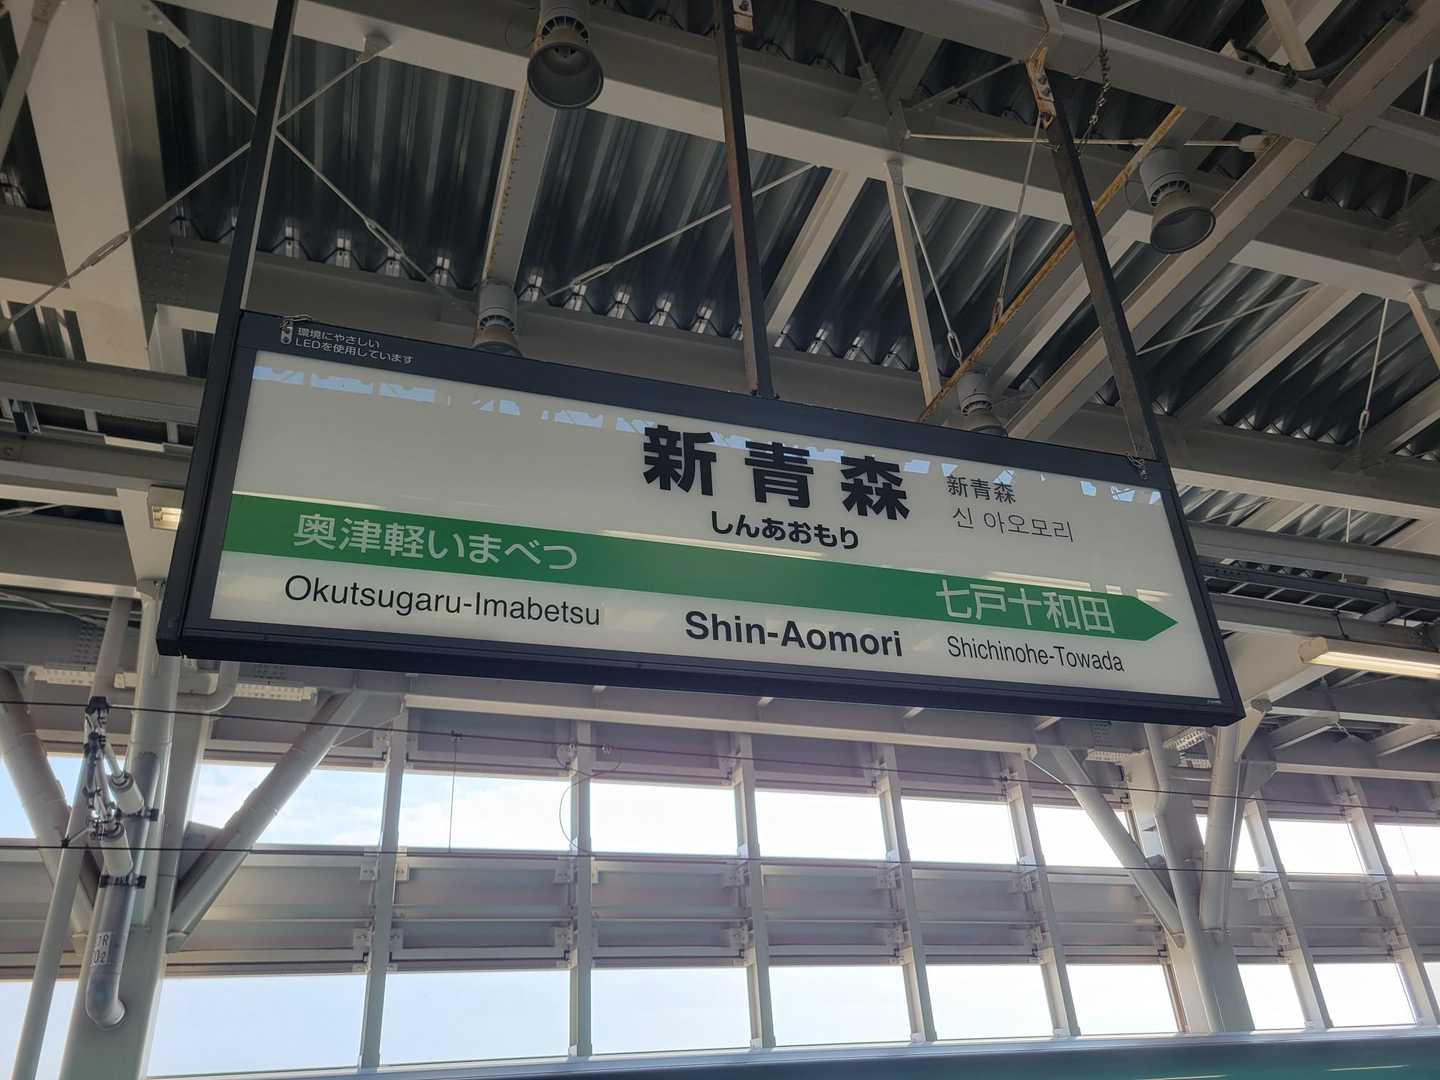 環境にやさしい
LEDを使用しています
新青森
しんあおもり
新青森
신 아오모리
奥津軽いまべつ
七戸十和田
Okutsugaru-Imabetsu
Shin-Aomori
Shichinohe-Towada